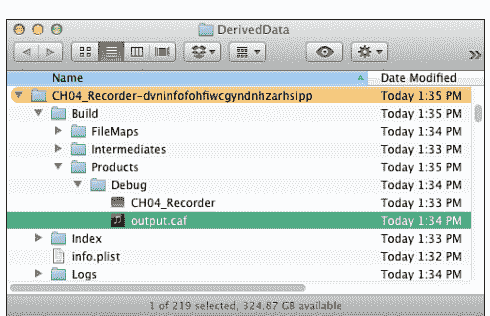 DerivedData
Name Date Modified
CH04_Recorder-dvninfofohfiwcgyndnhzarhsipp Today 1:35 PM
Build Today 1:35 PM
FileMaps Today 1:34 PM
Intermediates Today 1:33 PM
Products Today 1:35 PM
Debug Today 1:34 PM
CH04_Recorder Today 1:33 PM
output.caf Today 1:34 PM
Index Today 1:33 PM
info.plist Today 1:32 PM
Logs Today 1:34 PM
1 of 219 selected, 324.87 GB available